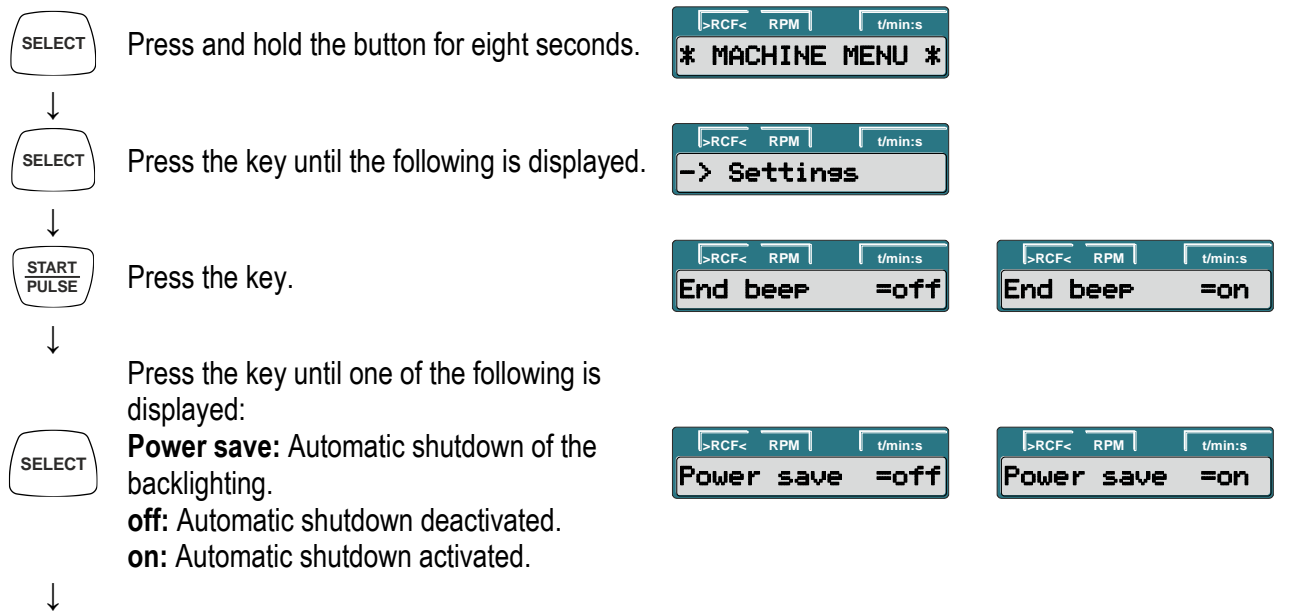 SELECT
Press and hold the button for eight seconds.
>RCF< RPM t/min:s
* MACHINE MENU *
↓
SELECT
Press the key until the following is displayed.
>RCF< RPM t/min:s
-> Settings
↓
START
PULSE
Press the key.
>RCF< RPM t/min:s
End beep =off
>RCF< RPM t/min:s
End beep =on
↓
SELECT
Press the key until one of the following is
displayed:
Power save: Automatic shutdown of the
backlighting.
off: Automatic shutdown deactivated.
on: Automatic shutdown activated.
>RCF< RPM t/min:s
Power save =off
>RCF< RPM t/min:s
Power save =on
↓